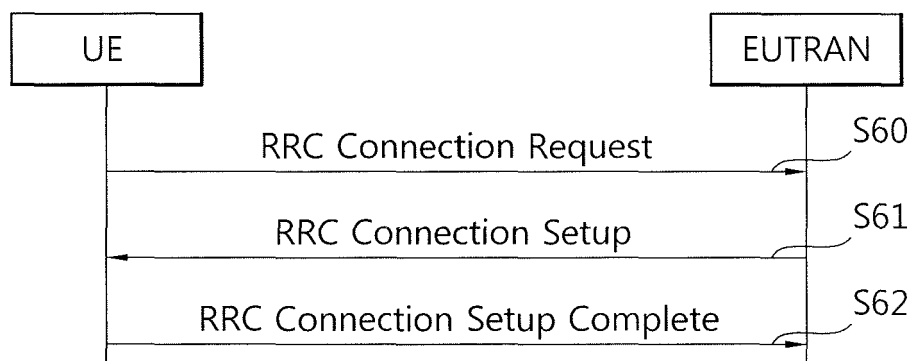 UE
EUTRAN
RRC Connection Request
S60
RRC Connection Setup
S61
RRC Connection Setup Complete
S62